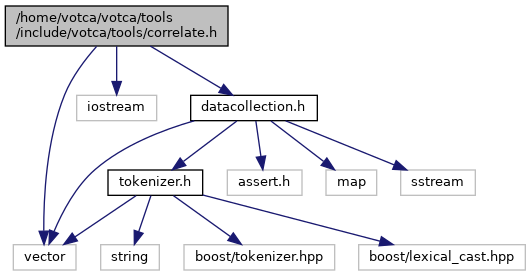 /home/votca/votca/tools
/include/votca/tools/correlate.h
iostream
datacollection.h
tokenizer.h
assert.h
map
sstream
vector
string
boost/tokenizer.hpp
boost/lexical_cast.hpp